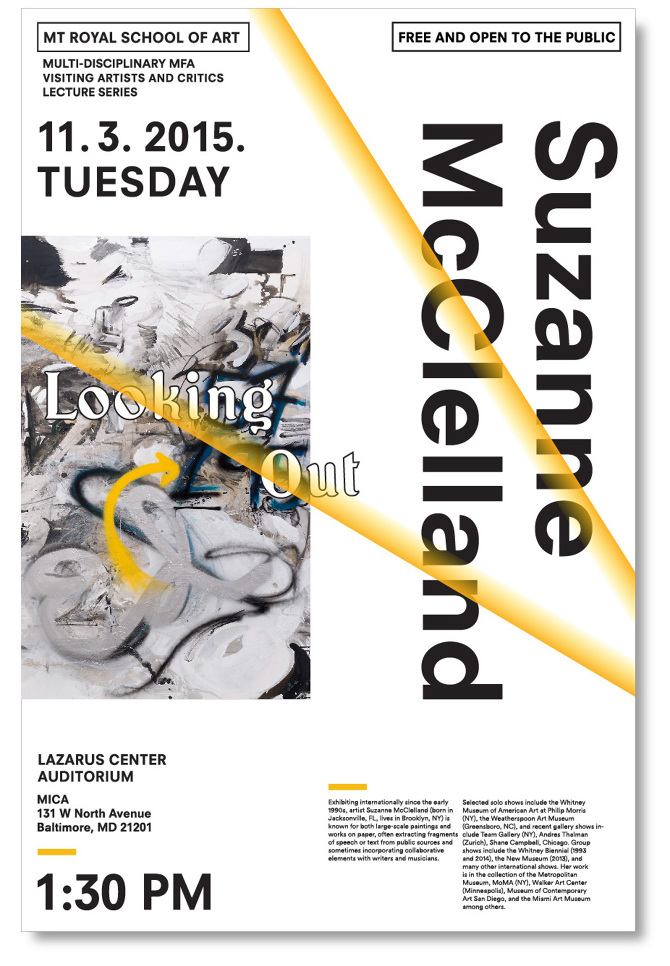 MT ROYAL SCHOOL OF ART
FREE AND OPEN TO THE PUBLIC
MULTI-DISCIPLINARY MFA
VISITING ARTISTS AND CRITICS
LECTURE SERIES
11. 3. 2015.
TUESDAY
Suzanne
McClelland
Looking
Out
LAZARUS CENTER
AUDITORIUM
MICA
131 W North Avenue
Baltimore, MD 21201
1:30 PM
Exhibiting internationally since the early
1990s, artist Suzanne McClelland (born in
Jacksonville, FL, lives in Brooklyn, NY) is
known for both large-scale paintings and
works on paper, often extracting fragments
of speech or text from public sources and
sometimes incorporating collaborative
elements with writers and musicians.
Selected solo shows include the Whitney
Museum of American Art at Philip Morris
(NY), the Weatherspoon Art Museum
(Greensboro, NC), and recent gallery shows in-
clude Team Gallery (NY), Andres Thalman
(Zurich), Shane Campbell, Chicago. Group
shows include the Whitney Biennial (1993
and 2014), the New Museum (2013), and
many other international shows. Her work
is in the collection of the Metropolitan
Museum, MoMA (NY), Walker Art Center
(Minneapolis), Museum of Contemporary
Art San Diego, and the Miami Art Museum
among others.